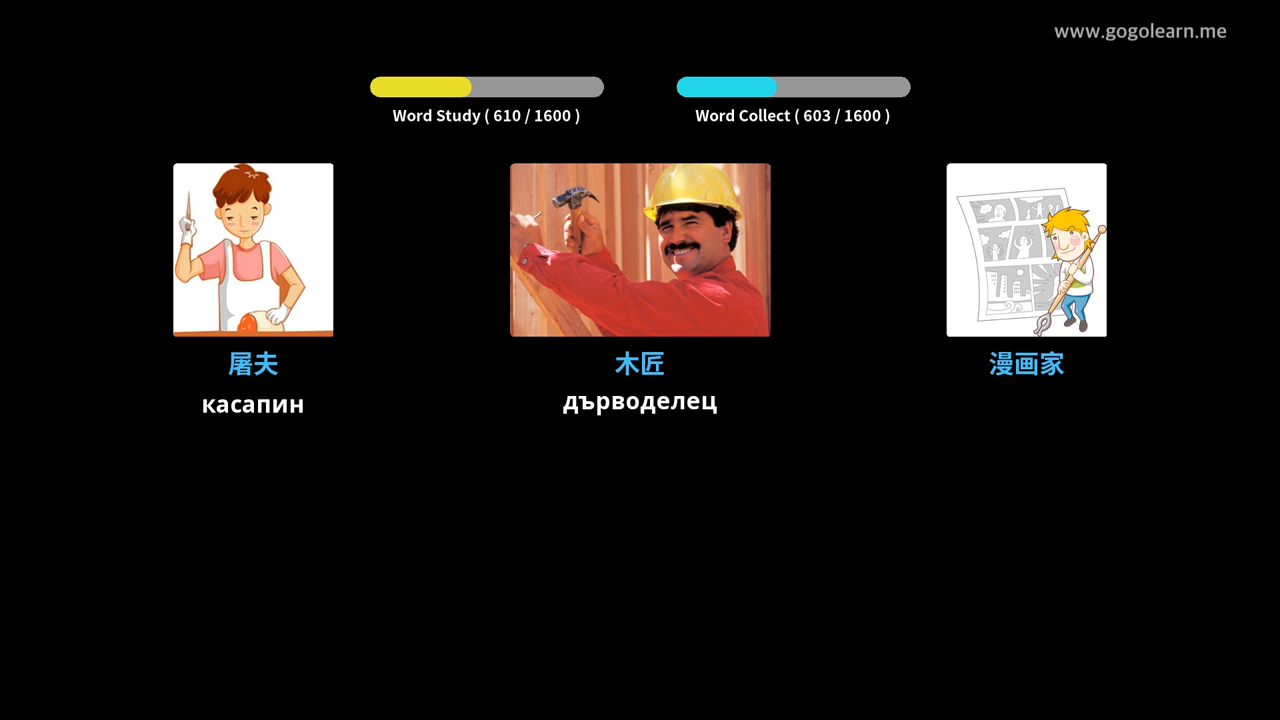 www.gogolearn.me
Word Study ( 610 / 1600 )
Word Collect ( 603 / 1600 )
屠夫
木匠
漫画家
касапин
дърводелец